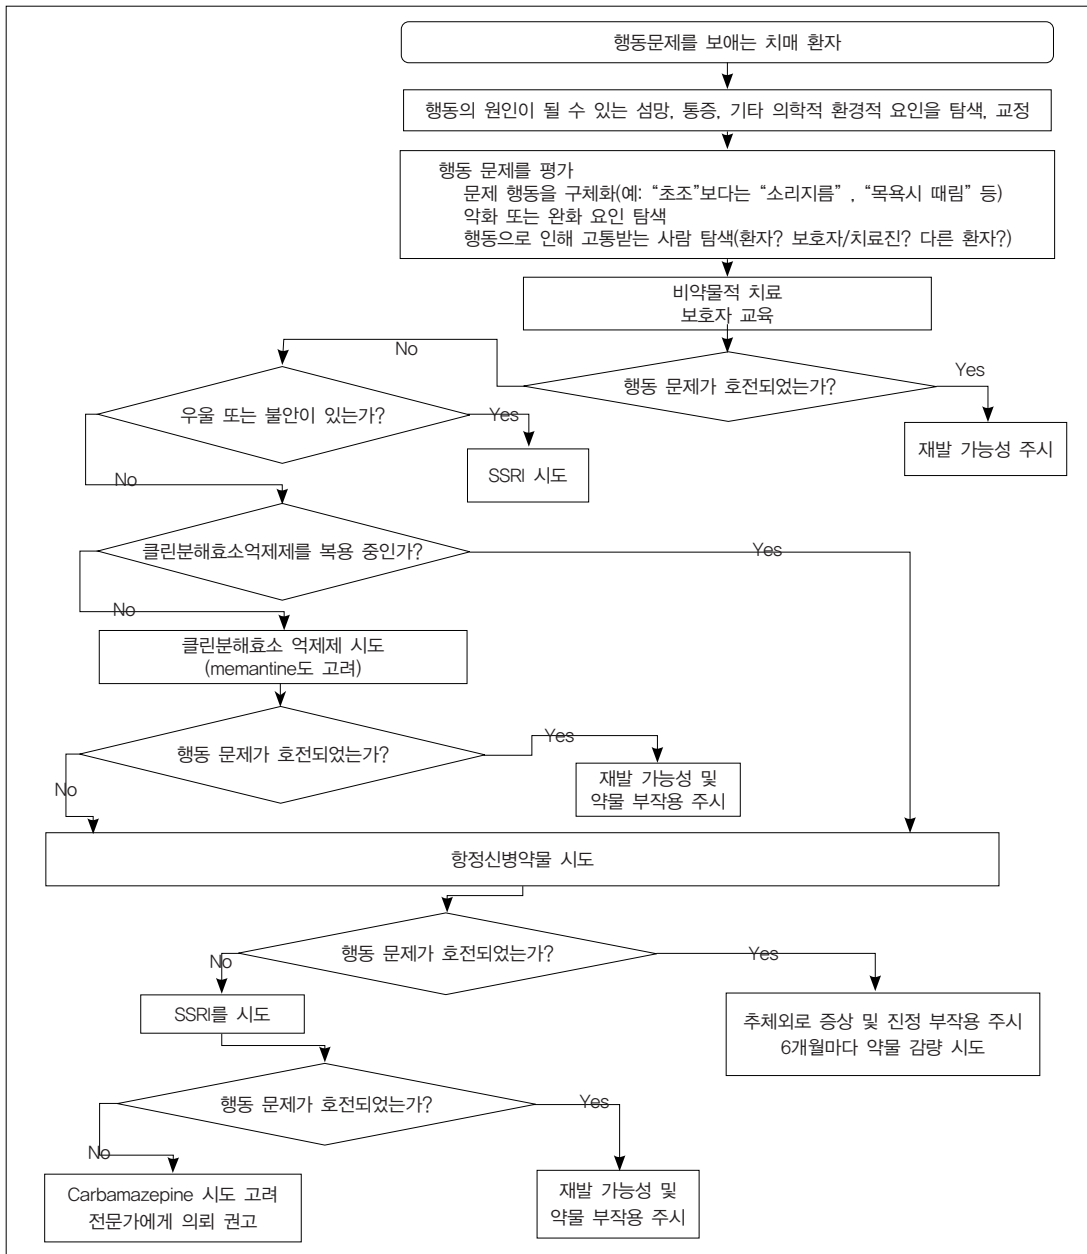 행동문제를 보애는 치매 환자
행동의 원인이 될 수 있는 섬망, 통증, 기타 의학적 환경적 요인을 탐색, 교정
행동 문제를 평가
문제 행동을 구체화(예: “초조”보다는 “소리지름” , “목욕시 때림” 등)
악화 또는 완화 요인 탐색
행동으로 인해 고통받는 사람 탐색(환자? 보호자/치료진? 다른 환자?)
비약물적 치료
보호자 교육
No
행동 문제가 호전되었는가?
Yes
재발 가능성 주시
우울 또는 불안이 있는가?
Yes
SSRI 시도
No
클린분해효소억제제를 복용 중인가?
Yes
No
클린분해효소 억제제 시도
(memantine도 고려)
행동 문제가 호전되었는가?
Yes
재발 가능성 및
약물 부작용 주시
No
항정신병약물 시도
행동 문제가 호전되었는가?
Yes
추체외로 증상 및 진정 부작용 주시
6개월마다 약물 감량 시도
No
SSRI를 시도
행동 문제가 호전되었는가?
Yes
재발 가능성 및
약물 부작용 주시
No
Carbamazepine 시도 고려
전문가에게 의뢰 권고